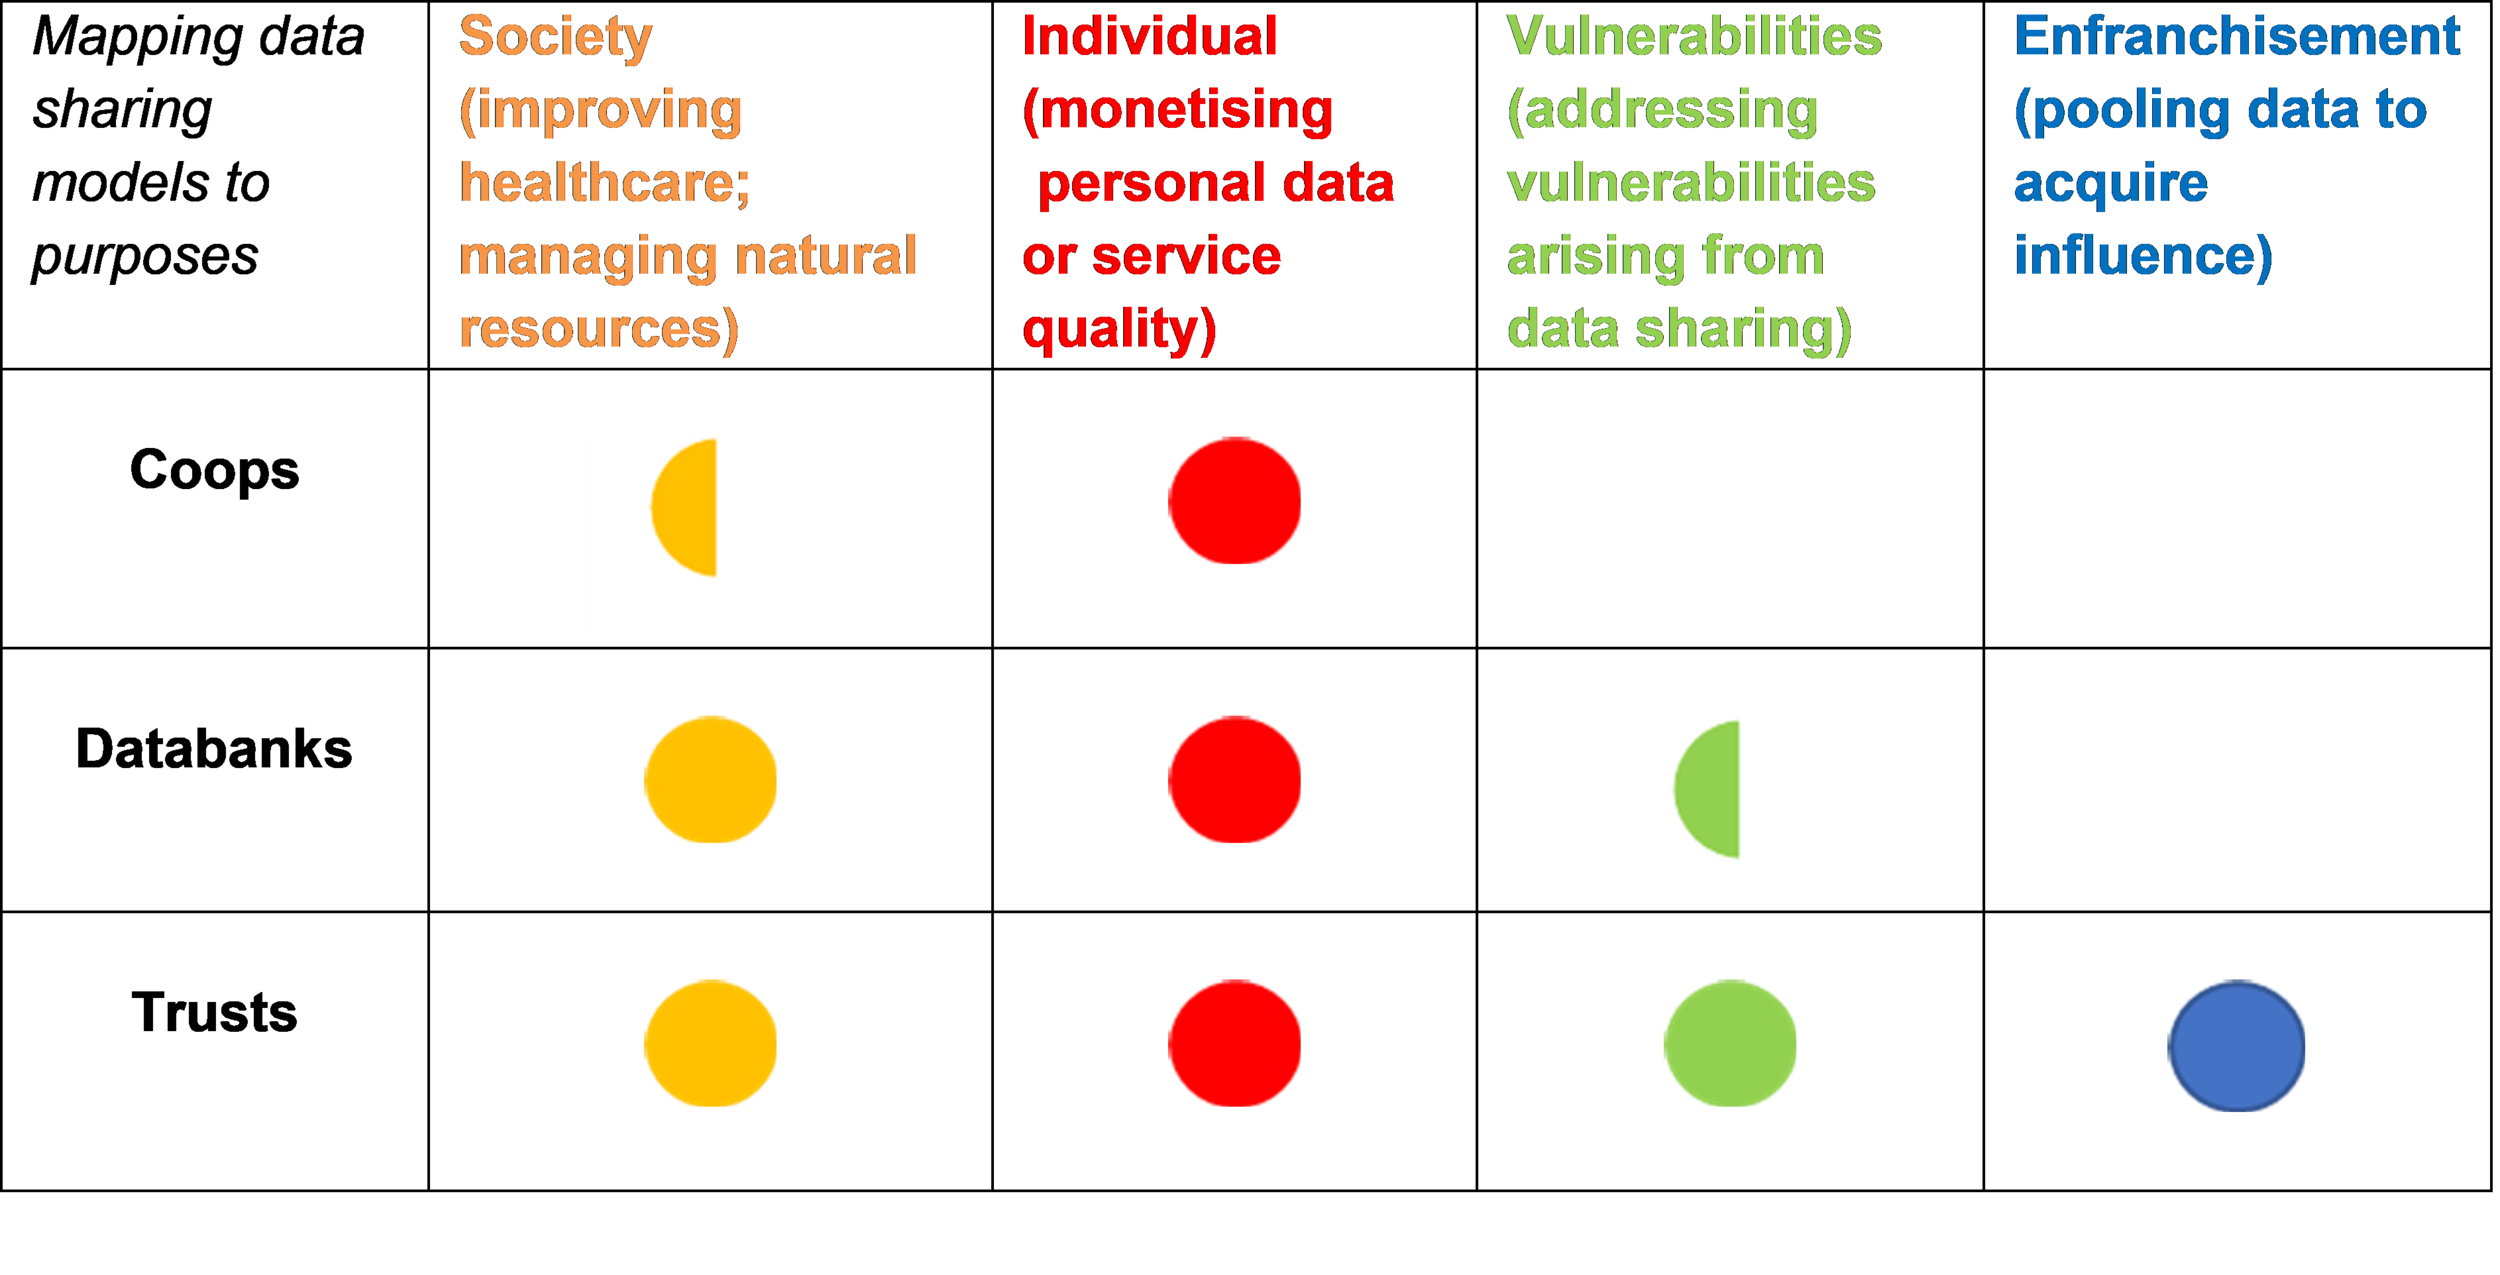 Mapping data
sharing
models to
purposes
Society
(improving
healthcare;
managing natural
resources)
Individual
(monetising
personal data
or service
quality)
Vulnerabilities
(addressing
vulnerabilities
arising from
data sharing)
Enfranchisement
(pooling data to
acquire
influence)
Coops
Databanks
Trusts